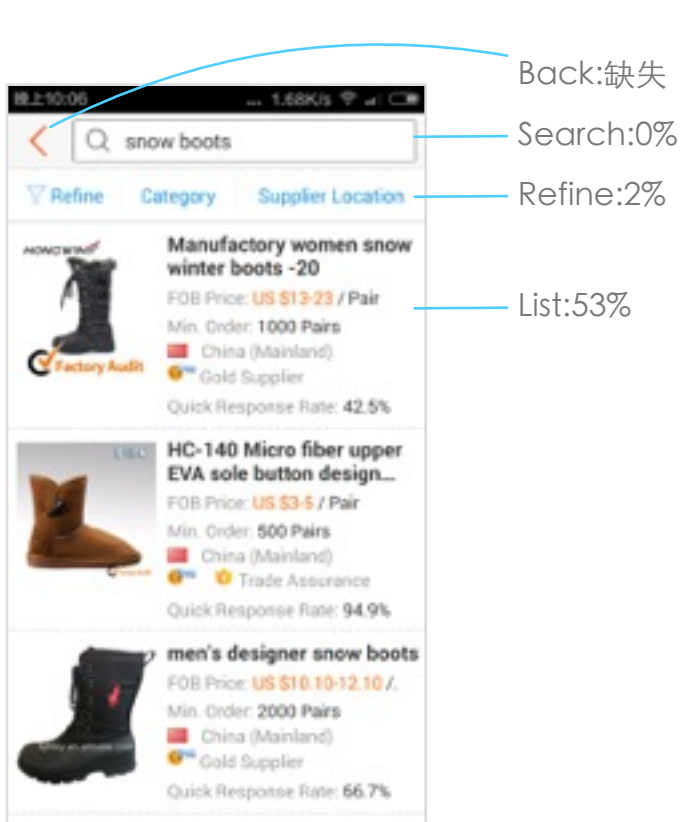 Back:缺失
晚上10:06 ... 1.68K/s
snow boots
Search:0%
Refine Category Supplier Location
Refine:2%
Manufactory women snow
winter boots -20
FOB Price: US $13-23 / Pair
List:53%
Min. Order: 1000 Pairs
China (Mainland)
Factory Audit
Gold Supplier
Quick Response Rate: 42.5%
HC-140 Micro fiber upper
EVA sole button design...
FOB Price: US $3-5 / Pair
Min. Order: 500 Pairs
China (Mainland)
Trade Assurance
Quick Response Rate: 94.9%
men's designer snow boots
FOB Price: US $10.10-12.10 /.
Min. Order: 2000 Pairs
China (Mainland)
Gold Supplier
Quick Response Rate: 66.7%